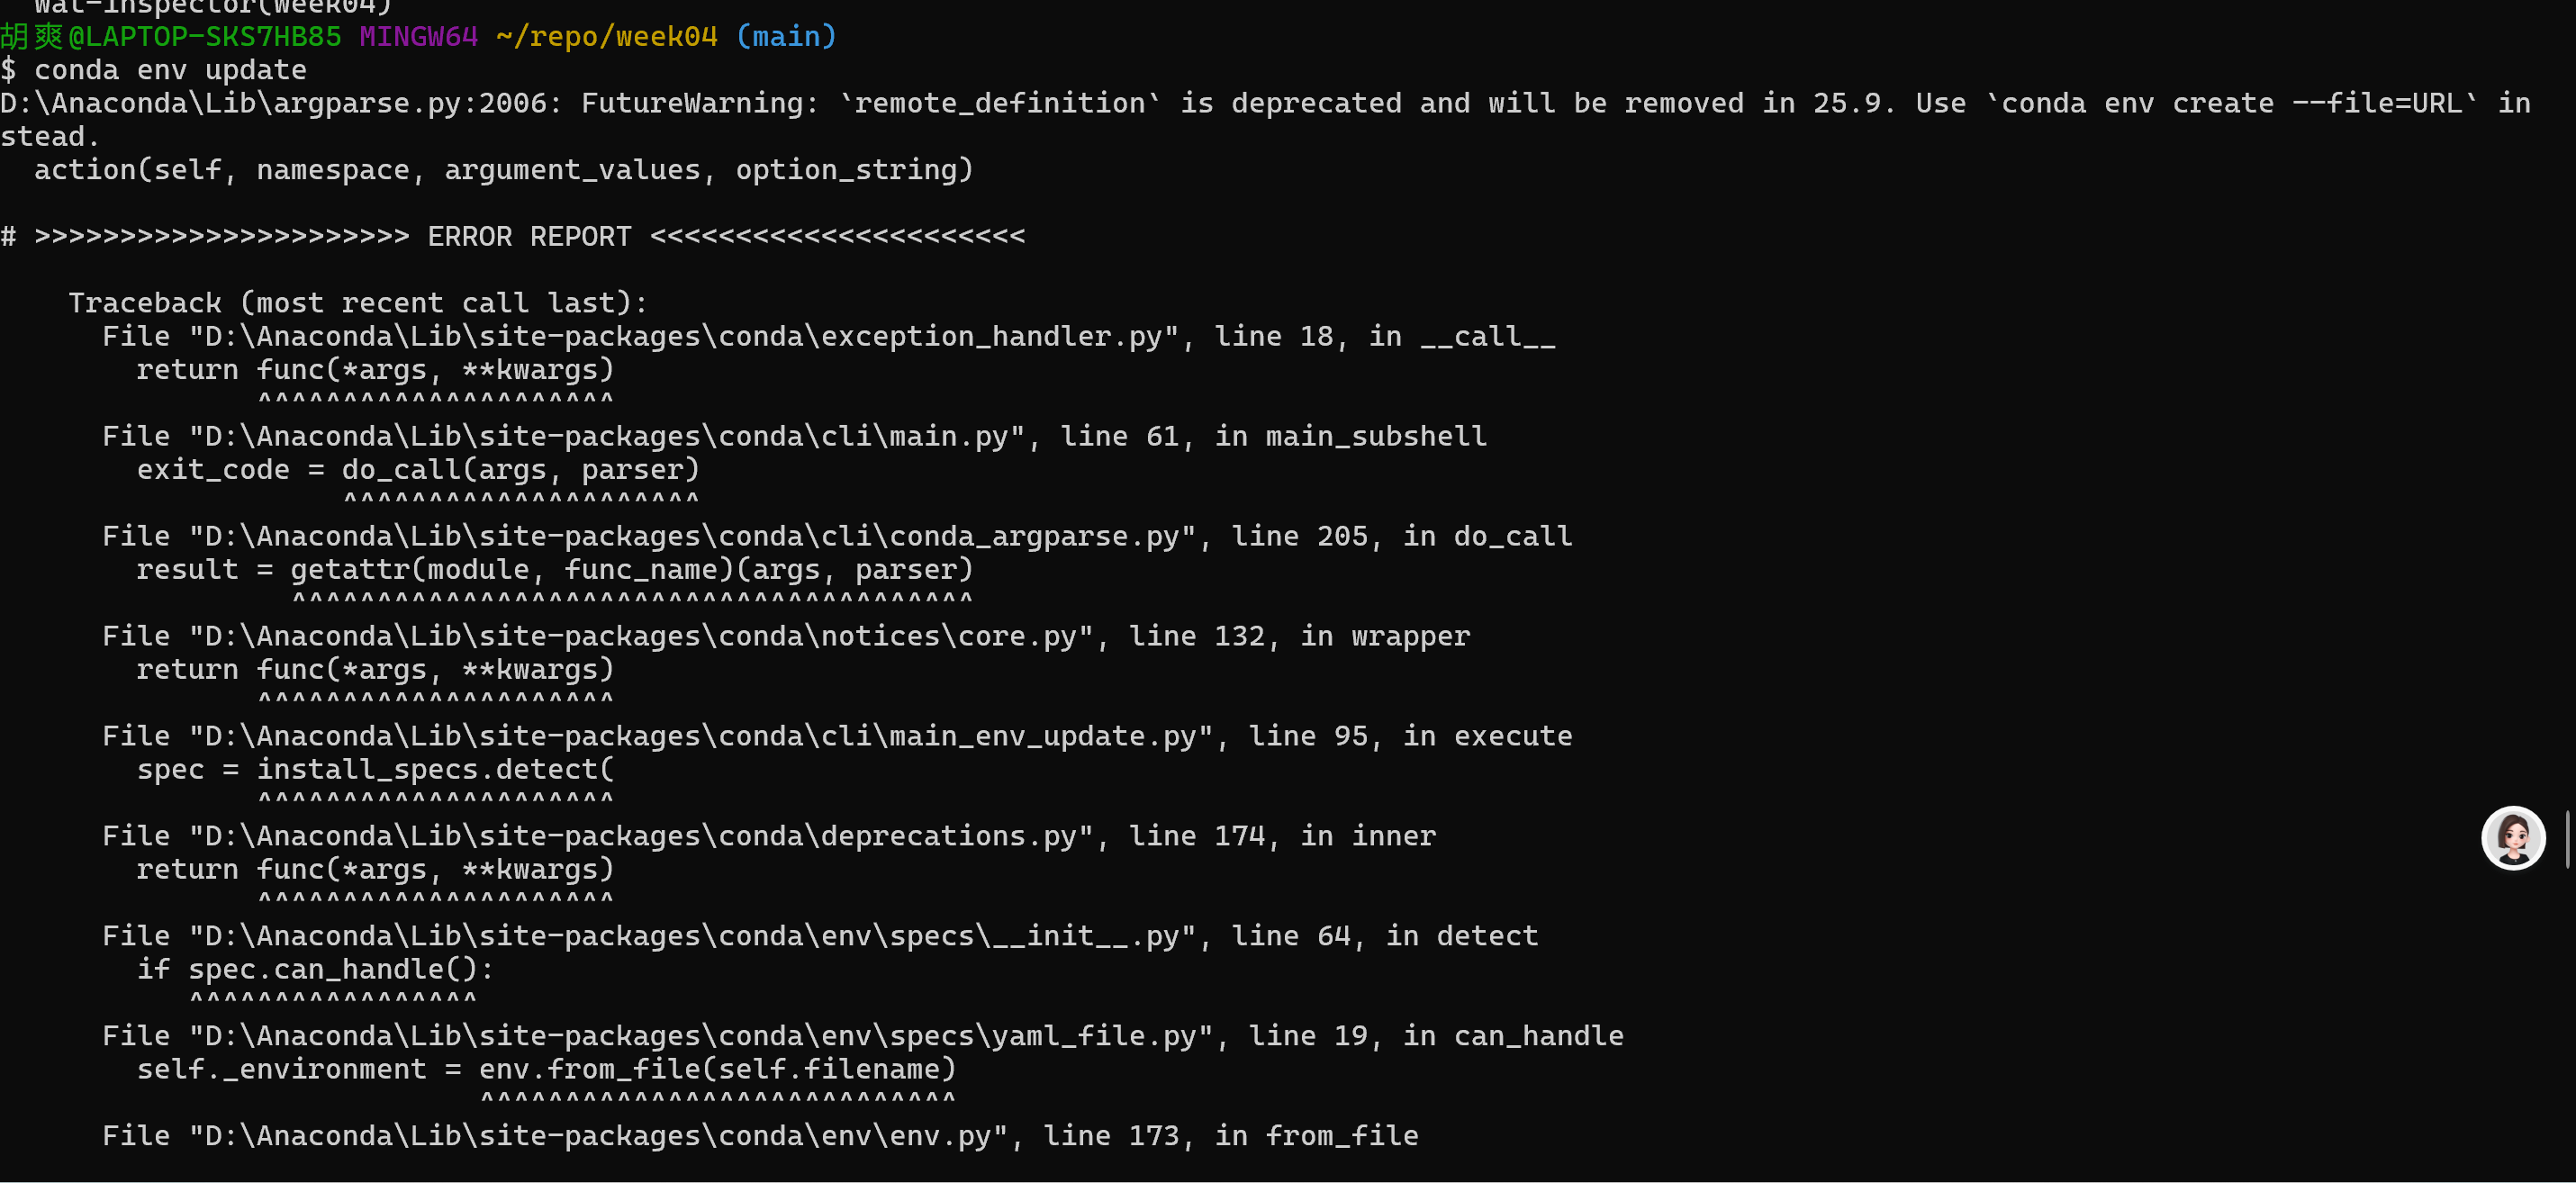 wat-inspector(week04)
胡爽@LAPTOP-SKS7HB85 MINGW64 ~/repo/week04 (main)
$ conda env update
D:\Anaconda\Lib\argparse.py:2006: FutureWarning: `remote_definition` is deprecated and will be removed in 25.9. Use `conda env create --file=URL` in
stead.
  action(self, namespace, argument_values, option_string)

# >>>>>>>>>>>>>>>>>>>>>> ERROR REPORT <<<<<<<<<<<<<<<<<<<<<<

    Traceback (most recent call last):
      File "D:\Anaconda\Lib\site-packages\conda\exception_handler.py", line 18, in __call__
        return func(*args, **kwargs)
               ^^^^^^^^^^^^^^^^^^^^^
      File "D:\Anaconda\Lib\site-packages\conda\cli\main.py", line 61, in main_subshell
        exit_code = do_call(args, parser)
                    ^^^^^^^^^^^^^^^^^^^^^
      File "D:\Anaconda\Lib\site-packages\conda\cli\conda_argparse.py", line 205, in do_call
        result = getattr(module, func_name)(args, parser)
                 ^^^^^^^^^^^^^^^^^^^^^^^^^^^^^^^^^^^^^^^^
      File "D:\Anaconda\Lib\site-packages\conda\notices\core.py", line 132, in wrapper
        return func(*args, **kwargs)
               ^^^^^^^^^^^^^^^^^^^^^
      File "D:\Anaconda\Lib\site-packages\conda\cli\main_env_update.py", line 95, in execute
        spec = install_specs.detect(
               ^^^^^^^^^^^^^^^^^^^^^
      File "D:\Anaconda\Lib\site-packages\conda\deprecations.py", line 174, in inner
        return func(*args, **kwargs)
               ^^^^^^^^^^^^^^^^^^^^^
      File "D:\Anaconda\Lib\site-packages\conda\env\specs\__init__.py", line 64, in detect
        if spec.can_handle():
           ^^^^^^^^^^^^^^^^^
      File "D:\Anaconda\Lib\site-packages\conda\env\specs\yaml_file.py", line 19, in can_handle
        self._environment = env.from_file(self.filename)
                            ^^^^^^^^^^^^^^^^^^^^^^^^^^^^
      File "D:\Anaconda\Lib\site-packages\conda\env\env.py", line 173, in from_file